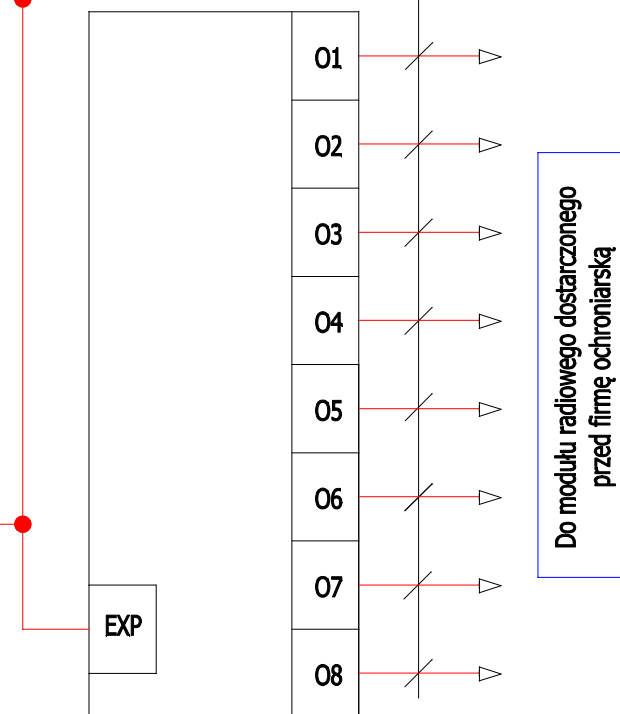 O1
O2
O3
O4
O5
O6
O7
O8
EXP
Do modułu radiowego dostarczonego
przed firmę ochroniarską